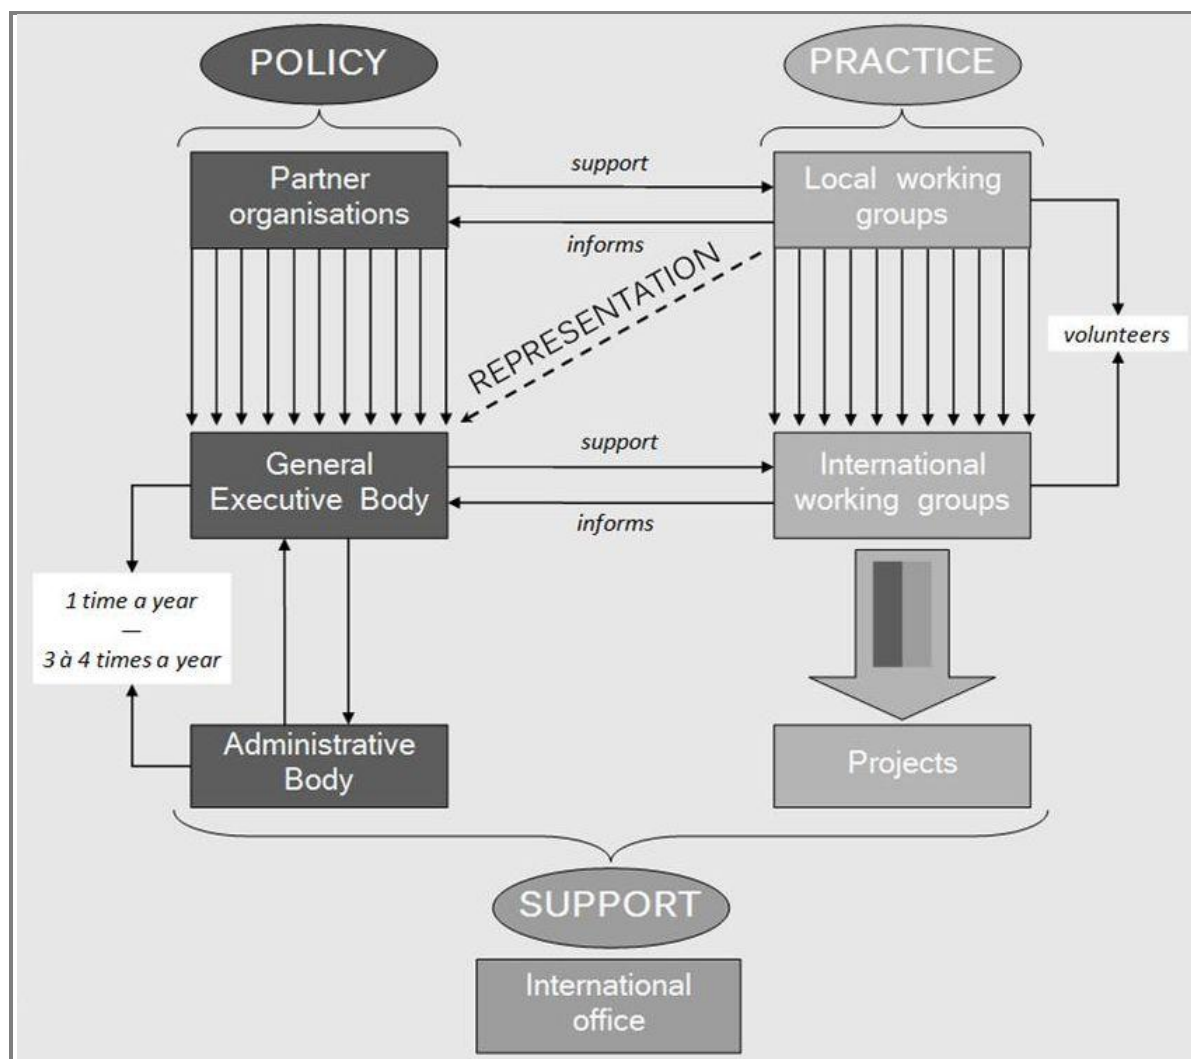 POLICY
PRACTICE
Partner
organisations
support
Local working
groups
informs
REPRESENTATION
volunteers
General
Executive Body
support
International
working groups
informs
1 time a year
—
3 à 4 times a year
Administrative
Body
Projects
SUPPORT
International
office